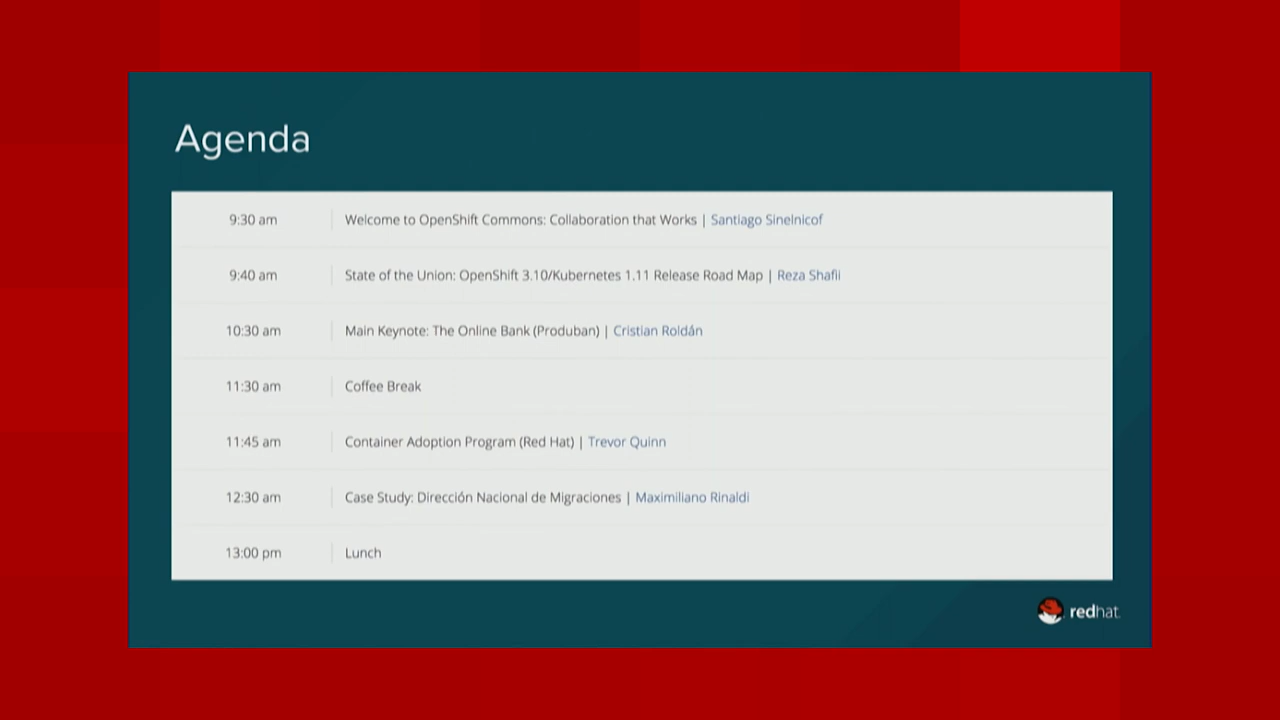 Agenda
9:30 am Welcome to OpenShift Commons: Collaboration that Works | Santiago Sinelnicof
9:40 am State of the Union: OpenShift 3.10/Kubernetes 1.11 Release Road Map | Reza Shafii
10:30 am Main Keynote: The Online Bank (Produban) | Cristian Roldán
11:30 am Coffee Break
11:45 am Container Adoption Program (Red Hat) | Trevor Quinn
12:30 am Case Study: Dirección Nacional de Migraciones | Maximiliano Rinaldi
13:00 pm Lunch
redhat